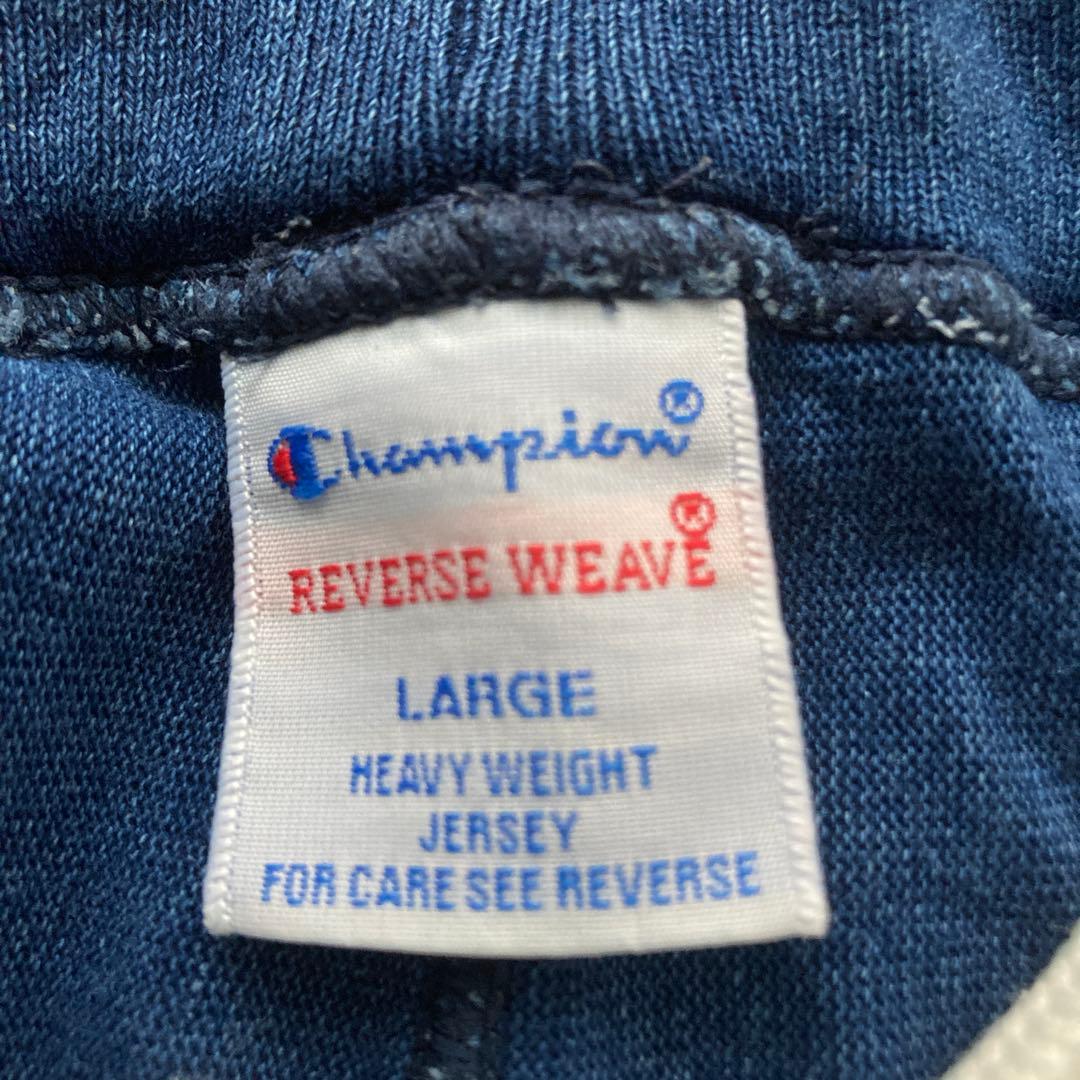 Champion®
REVERSE WEAVE®
LARGE
HEAVY WEIGHT
JERSEY
FOR CARE SEE REVERSE